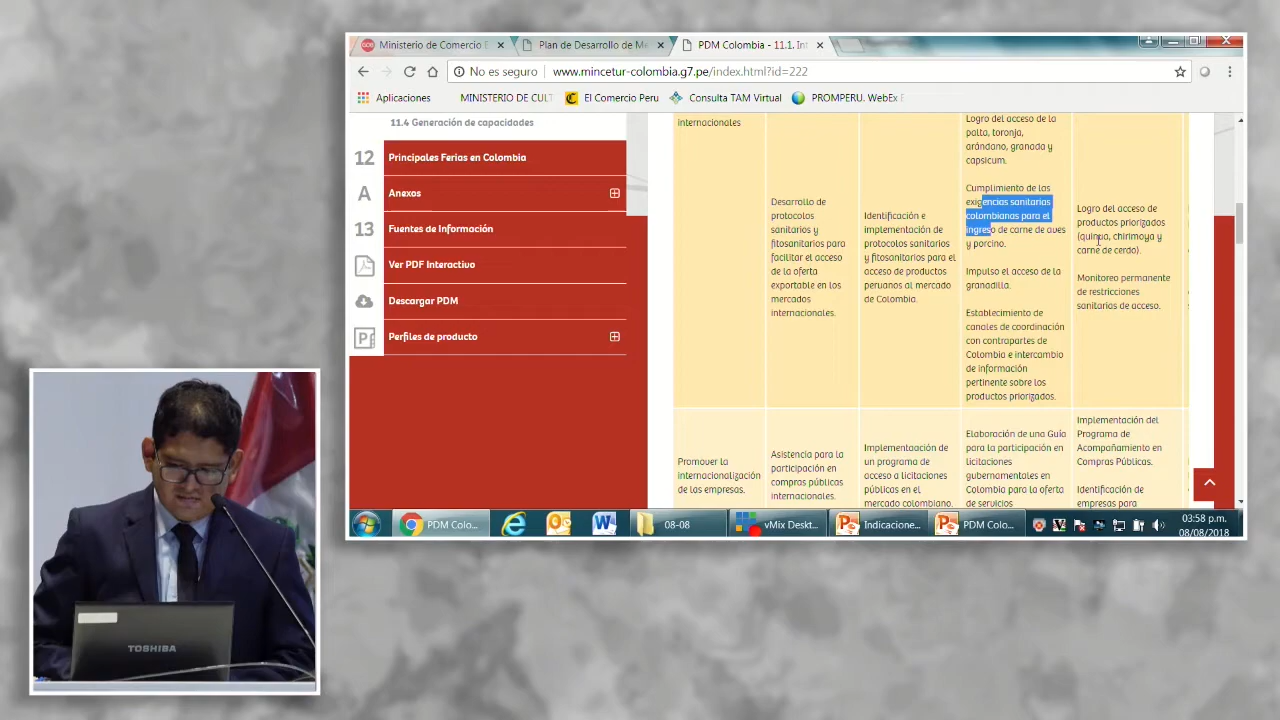 Ministerio de Comercio
Plan de Desarrollo de Me
PDM Colombia - 11.1. Int
No es seguro
www.mincetur-colombia.g7.pe/index.html?id=222
Aplicaciones
MINISTERIO DE CULT
El Comercio Peru
Consulta TAM Virtual
PROMPERU. WebEx E
11.4 Generación de capacidades
12 Principales Ferias en Colombia
A Anexos
13 Fuentes de Información
Ver PDF Interactivo
Descargar PDM
Perfiles de producto
internacionales
Desarrollo de
protocolos
sanitarios y
fitosanitarios para
facilitar el acceso
de la oferta
exportable en los
mercados
internacionales.
Identificación e
implementación de
protocolos sanitarios
y fitosanitarios para el
acceso de productos
peruanos al mercado
de Colombia.
Logro del acceso de la
palta, toronja,
arándano, granada y
capsicum.
Cumplimiento de las
exigencias sanitarias
colombianas para el
ingreso de carne de aves
y porcino.
Impulso el acceso de la
granadilla.
Establecimiento de
canales de coordinación
con contrapartes de
Colombia e intercambio
de información
pertinente sobre los
productos priorizados.
Logro del acceso de
productos priorizados
(quinua, chirimoya y
carne de cerdo).
Monitoreo permanente
de restricciones
sanitarias de acceso.
Promover la
Internacionalización
de las empresas.
Asistencia para la
participación en
compras públicas
internacionales.
Implementaación de
un programa de
acceso a licitaciones
públicas en el
mercado colombiano.
Elaboración de una Guía
para la participación en
licitaciones
gubernamentales en
Colombia para la oferta
de servicios
Implementación del
Programa de
Acompañamiento en
Compras Públicas.
Identificación de
empresas para
PDM Colo...
08-08
vMix Deskt...
Indicacione...
PDM Colo...
03:58 p.m.
08/08/2018
TOSHIBA